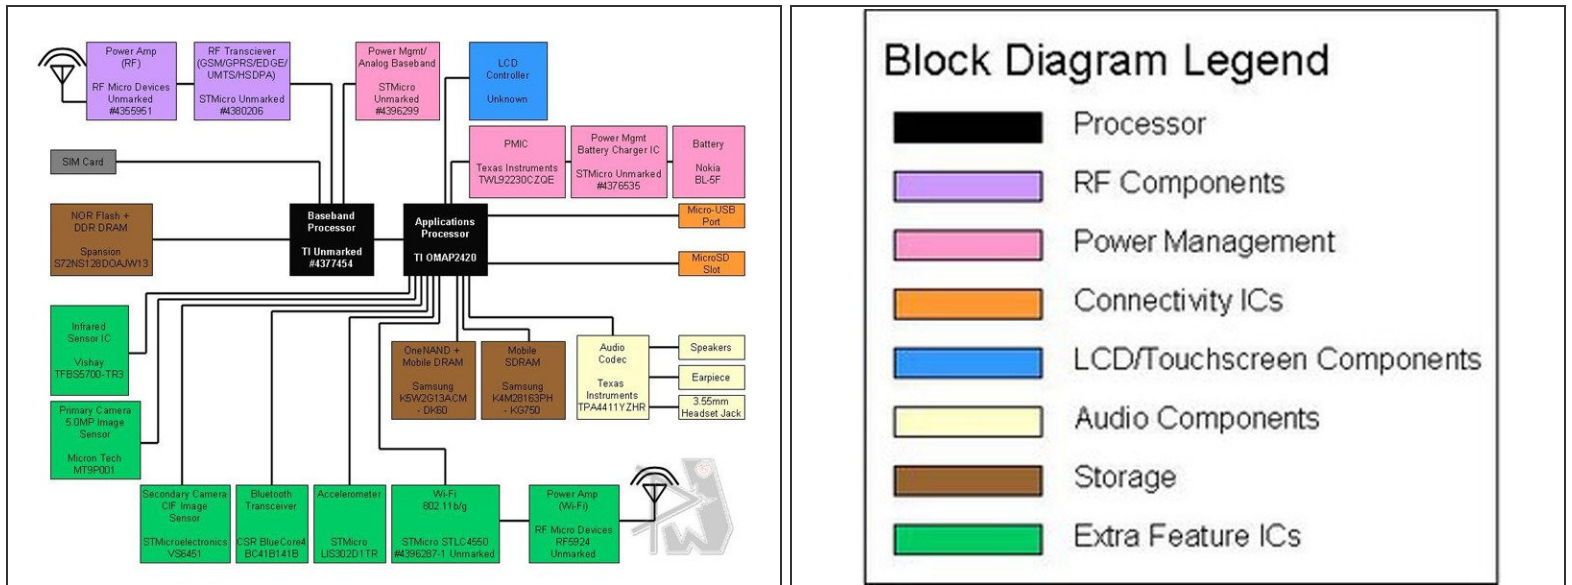 Power Amp
(RF)
RF Micro Devices
Unmarked
#4355951
RF Transciever
(GSM/GPRS/EDGE/
UMTS/HSDPA)
STMicro Unmarked
#4380206
Power Mgmt/
Analog Baseband
STMicro
Unmarked
#4396299
LCD
Controller
Unknown
PMIC
Texas Instruments
TWL92230CZQE
Power Mgmt
Battery Charger IC
STMicro Unmarked
#4376535
Battery
Nokia
BL-5F
SIM Card
NOR Flash +
DDR DRAM
Spansion
S72NS128DOAJW13
Baseband
Processor
TI Unmarked
#4377454
Applications
Processor
TI OMAP2420
Micro-USB
Port
MicroSD
Slot
Infrared
Sensor IC
Vishay
TFBS5700-TR3
OneNAND +
Mobile DRAM
Samsung
K5W2G13ACM
- DK60
Mobile
SDRAM
Samsung
K4M28163PH
- KG750
Audio
Codec
Texas
Instruments
TPA4411YZHR
Speakers
Earpiece
3.55mm
Headset Jack
Primary Camera
5.0MP Image
Sensor
Micron Tech
MT9P001
Secondary Camera
CIF Image
Sensor
STMicroelectronics
VS6451
Bluetooth
Transceiver
CSR BlueCore4
BC41B141B
Accelerometer
STMicro
LIS302D1TR
Wi-Fi
802.11b/g
STMicro STLC4550
#4396287-1 Unmarked
Power Amp
(Wi-Fi)
RF Micro Devices
RF5924
Unmarked
Block Diagram Legend
Processor
RF Components
Power Management
Connectivity ICs
LCD/Touchscreen Components
Audio Components
Storage
Extra Feature ICs